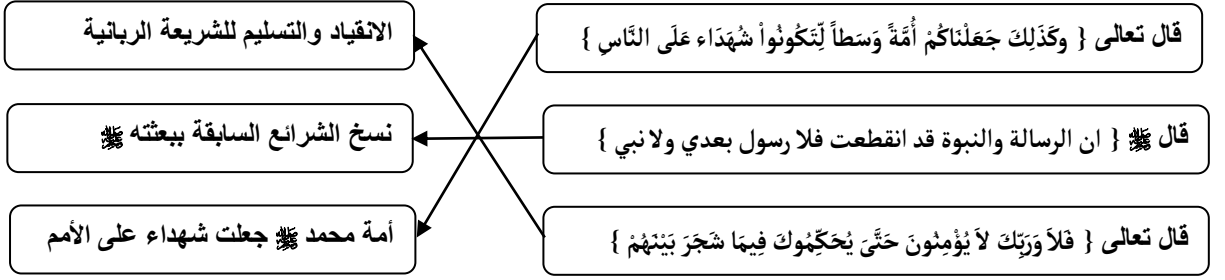 قال تعالى { وكَذَلِكَ جَعَلْنَاكُمْ أُمَّةً وَسَطاً لِّتَكُونُواْ شُهَدَاء عَلَى النَّاسِ }
الانقياد والتسليم للشريعة الربانية
قال ﷺ { ان الرسالة والنبوة قد انقطعت فلا رسول بعدي ولا نبي }
نسخ الشرائع السابقة ببعثته ﷺ
قال تعالى { فَلاَ وَرَبِّكَ لاَ يُؤْمِنُونَ حَتَّىَ يُحَكِّمُوكَ فِيمَا شَجَرَ بَيْنَهُمْ }
أمة محمد ﷺ جعلت شهداء على الأمم